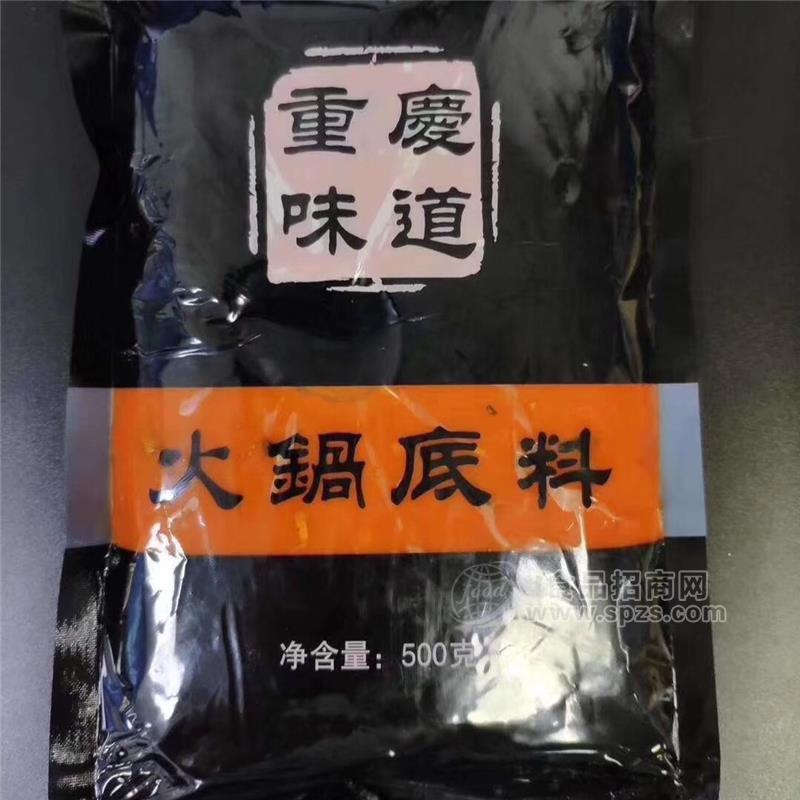 重慶
味道
火鍋底料
食品招商网
www.spzs.com
净含量：500克